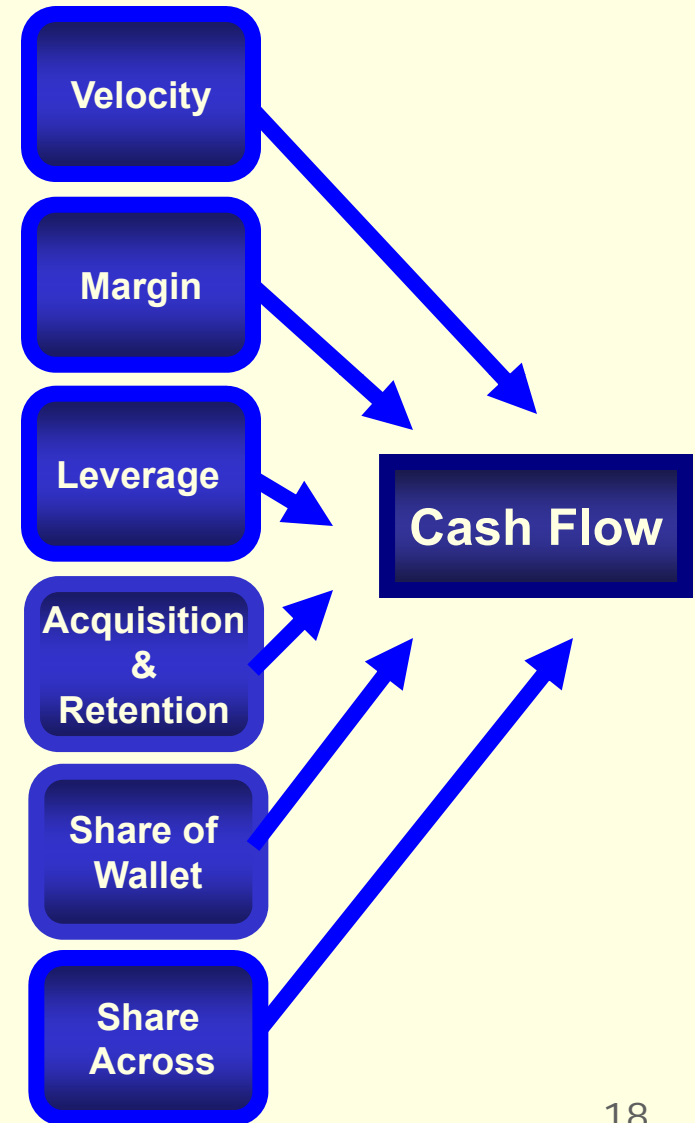 Velocity
Margin
Leverage
Cash Flow
Acquisition
&
Retention
Share of
Wallet
Share
Across
18